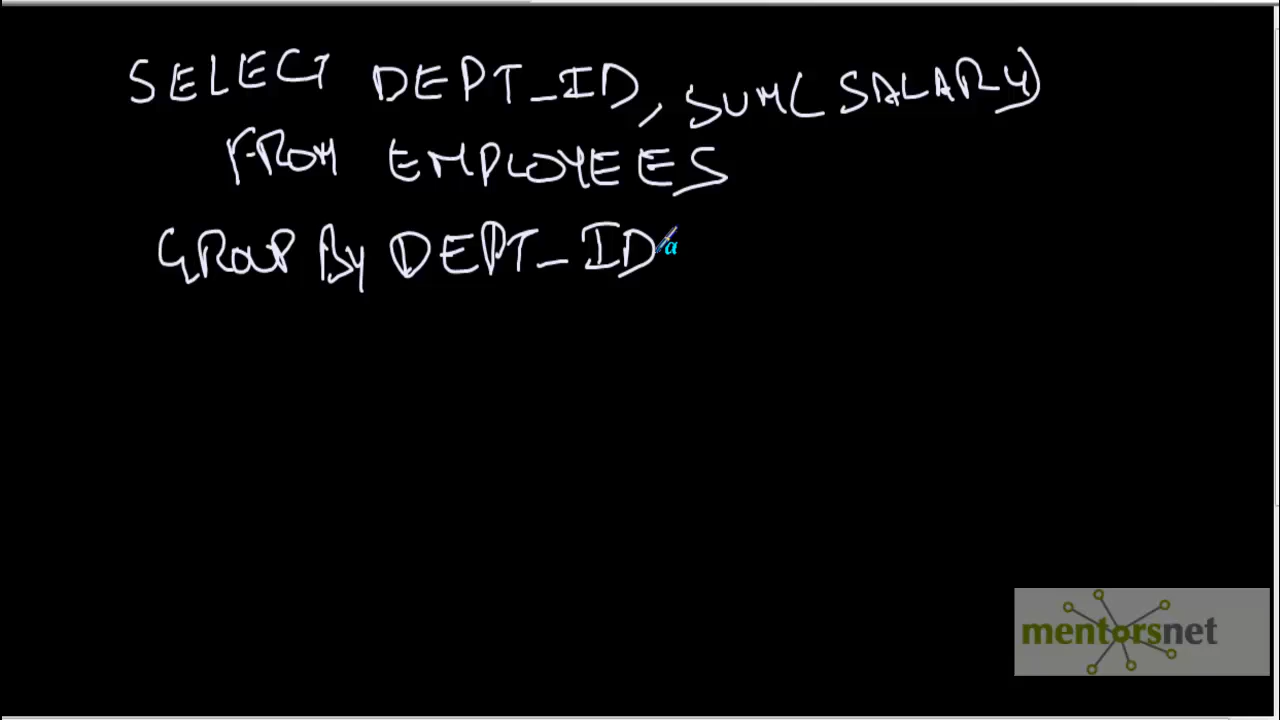 SELECT DEPT_ID, SUM(SALARY)
FROM EMPLOYEES
GROUP By DEPT_ID
a
mentorsnet